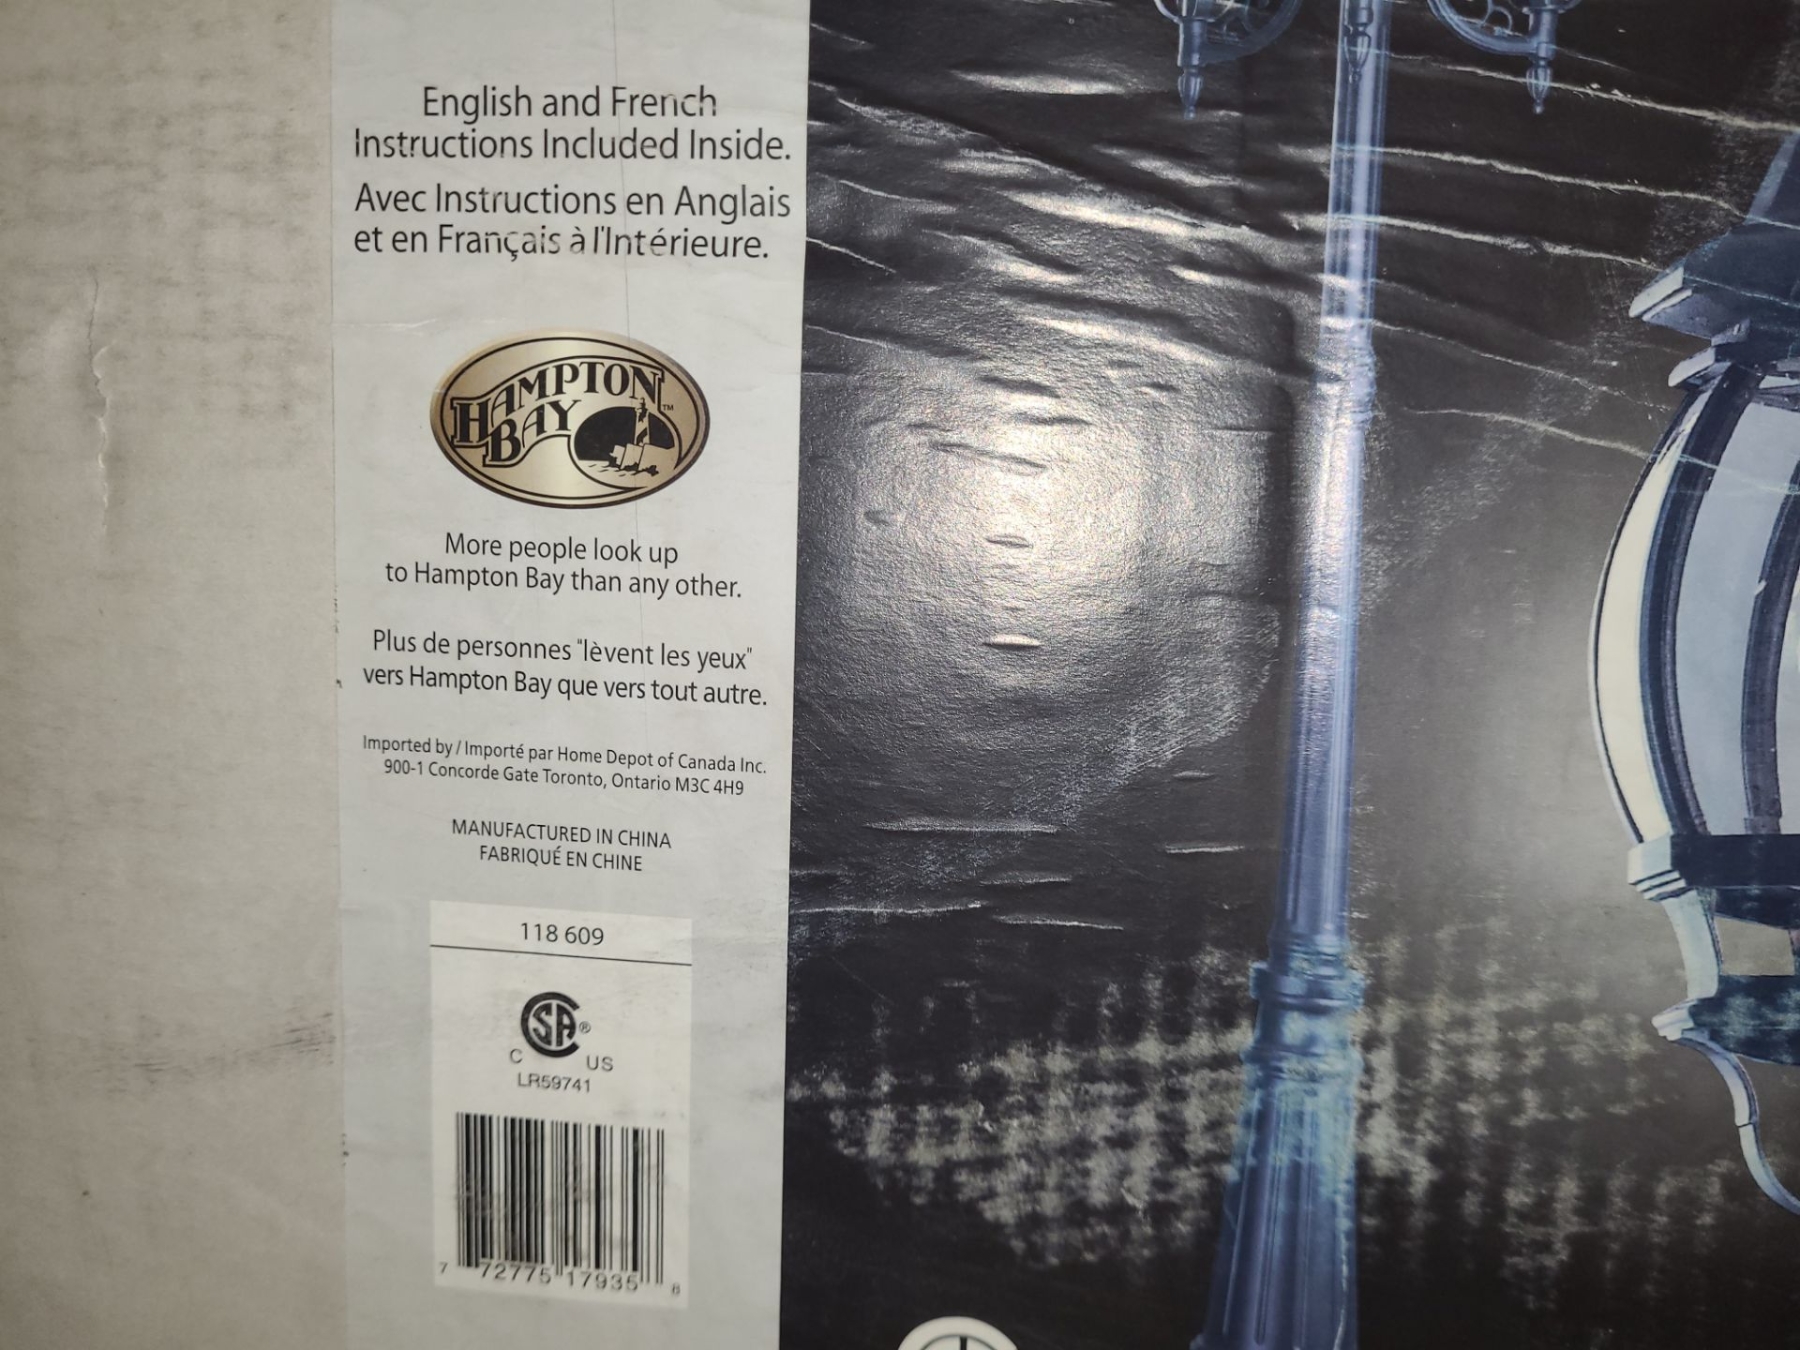 English and French
Instructions Included Inside.
Avec Instructions en Anglais
et en Français à l'Intérieure.
HAMPTON
BAY
™
More people look up
to Hampton Bay than any other.
Plus de personnes "lèvent les yeux"
vers Hampton Bay que vers tout autre.
Imported by / Importé par Home Depot of Canada Inc.
900-1 Concorde Gate Toronto, Ontario M3C 4H9
MANUFACTURED IN CHINA
FABRIQUÉ EN CHINE
118 609
CSA®
C US
LR59741
7 72775 17935 8